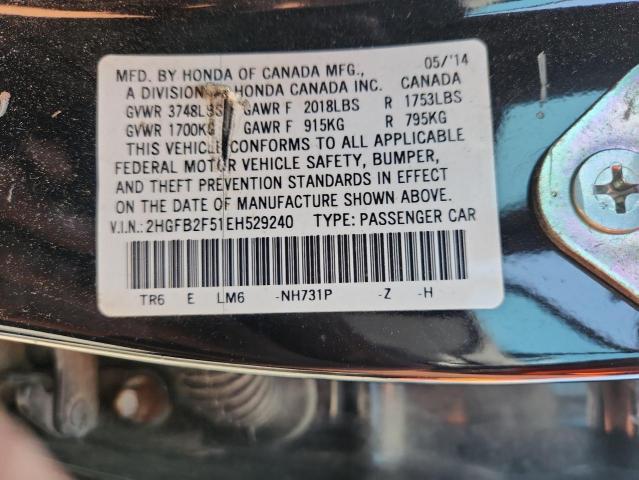 MFD. BY HONDA OF CANADA MFG., 05/'14
A DIVISION OF HONDA CANADA INC. CANADA
GVWR 3748LBS GAWR F 2018LBS R 1753LBS
GVWR 1700KG GAWR F 915KG R 795KG
THIS VEHICLE CONFORMS TO ALL APPLICABLE
FEDERAL MOTOR VEHICLE SAFETY, BUMPER,
AND THEFT PREVENTION STANDARDS IN EFFECT
ON THE DATE OF MANUFACTURE SHOWN ABOVE.
V.I.N.: 2HGFB2F51EH529240 TYPE: PASSENGER CAR
TR6 E LM6 -NH731P -Z -H